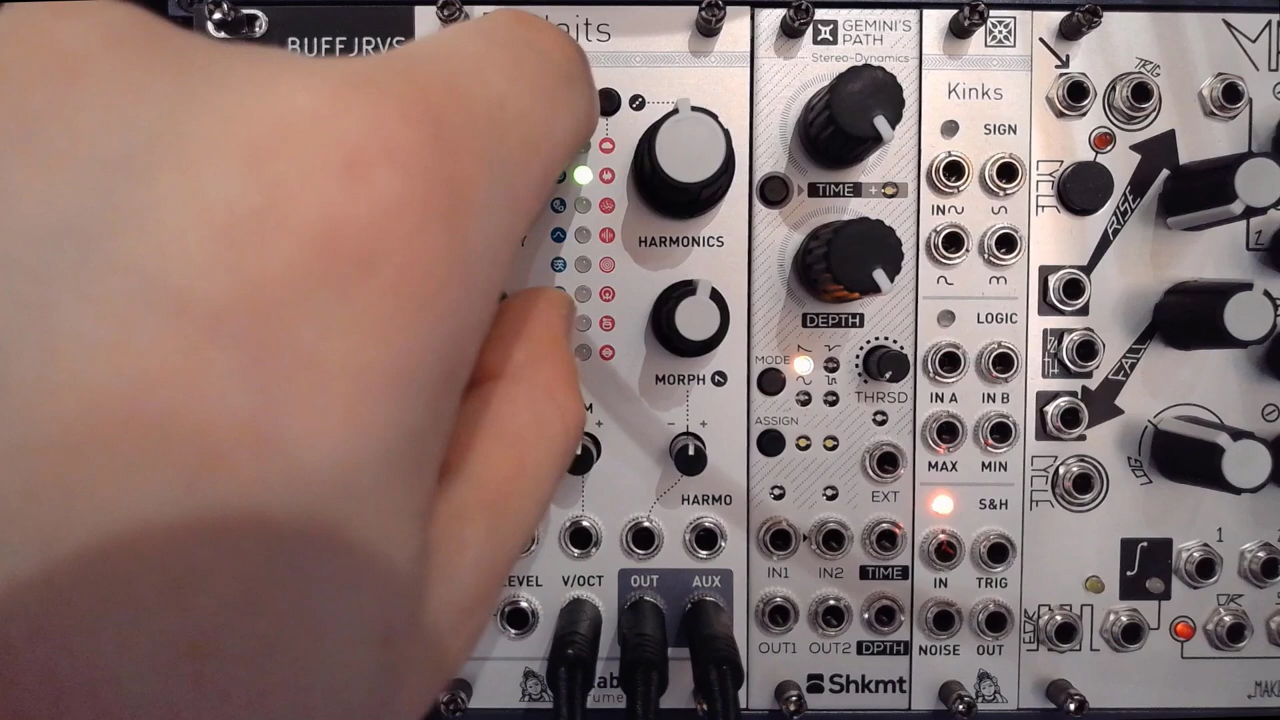 BUFFJRVS
GEMINI'S
PATH
Stereo-Dynamics
TIME +
DEPTH
MODE
THRSD
ASSIGN
EXT
IN1 IN2 TIME
OUT1 OUT2 DPTH
Shkmt
HARMONICS
MORPH
- +
+
HARMO
V/OCT OUT AUX
Kinks
SIGN
IN
LOGIC
IN A IN B
MAX MIN
S&H
IN TRIG
NOISE OUT
TRIG
CYCLE
RISE
FALL
CYCLE
1
OR